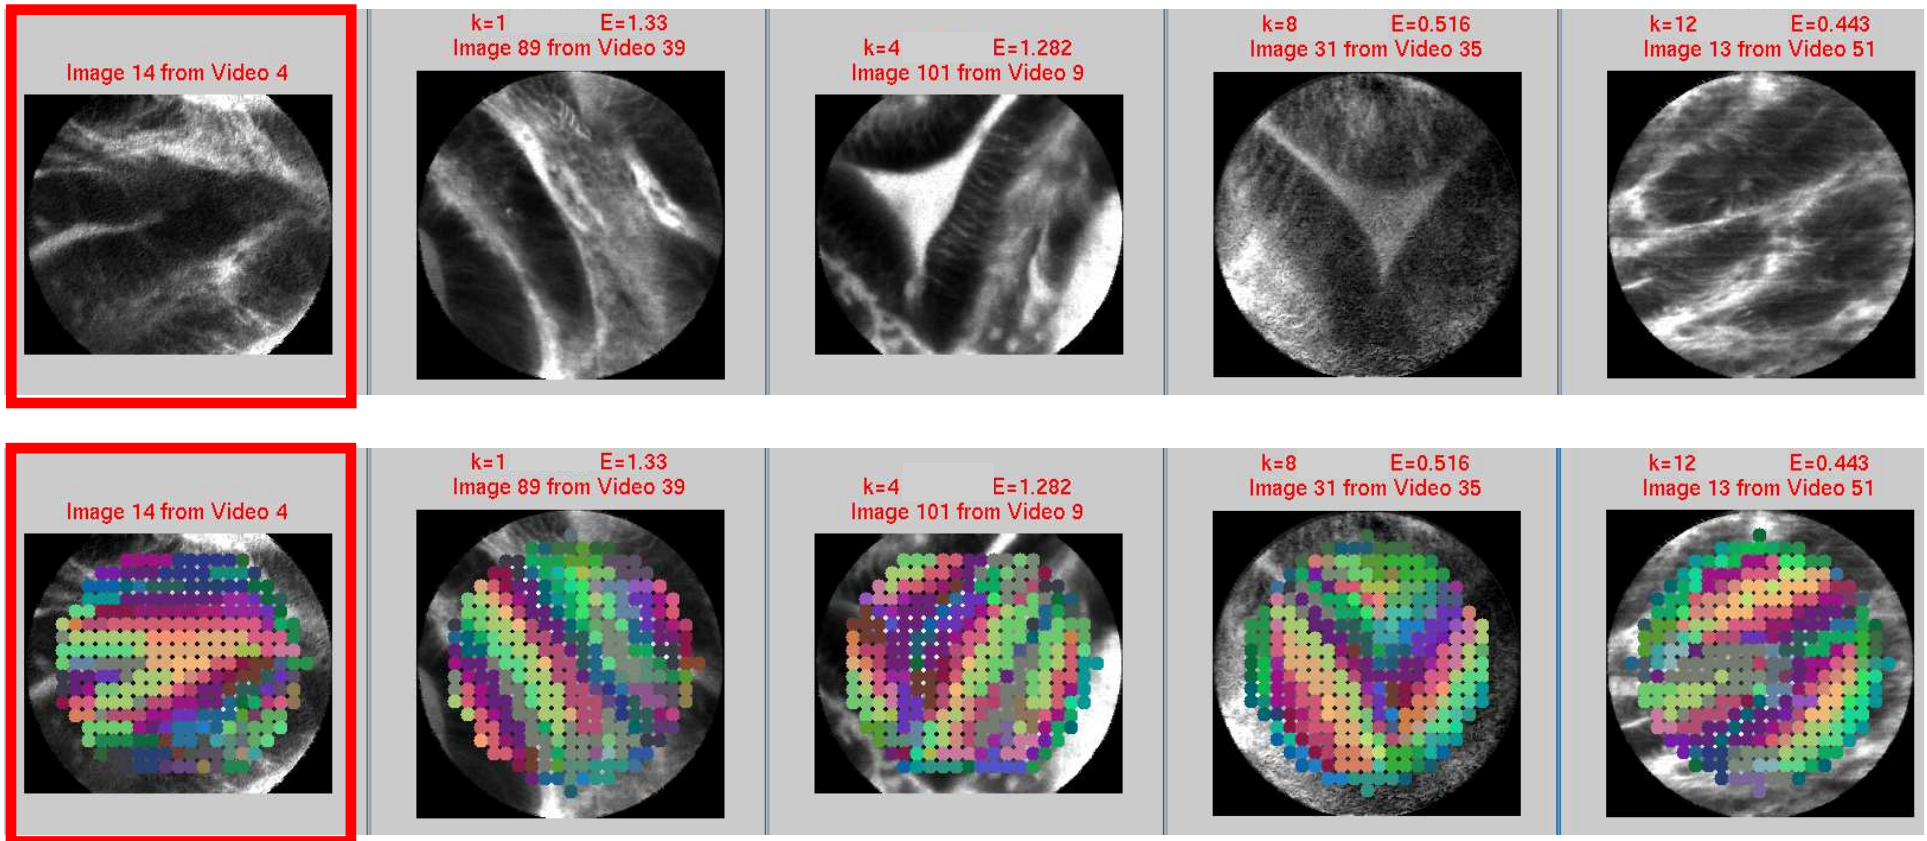 Image 14 from Video 4
k=1 E=1.33
Image 89 from Video 39
k=4 E=1.282
Image 101 from Video 9
k=8 E=0.516
Image 31 from Video 35
k=12 E=0.443
Image 13 from Video 51
Image 14 from Video 4
k=1 E=1.33
Image 89 from Video 39
k=4 E=1.282
Image 101 from Video 9
k=8 E=0.516
Image 31 from Video 35
k=12 E=0.443
Image 13 from Video 51